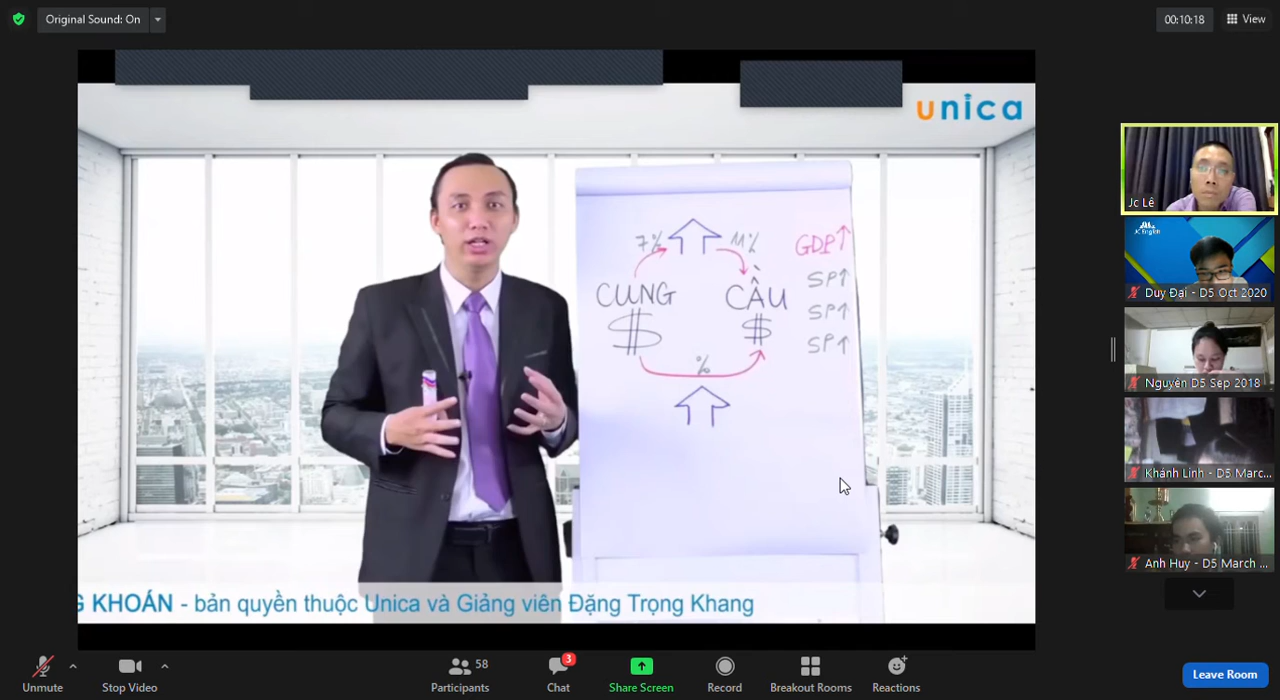 Original Sound: On
00:10:18
View
unica
7%
11%
GDP↑
CUNG
CẦU
SP↑
$
$
SP↑
SP↑
%
G KHOÁN - bản quyền thuộc Unica và Giảng viên Đặng Trọng Khang
Jc Lê
JC English
Duy Đại - D5 Oct 2020
Nguyên D5 Sep 2018
Khánh Linh - D5 Marc...
Anh Huy - D5 March ...
Unmute
Stop Video
58
Participants
3
Chat
Share Screen
Record
Breakout Rooms
Reactions
Leave Room